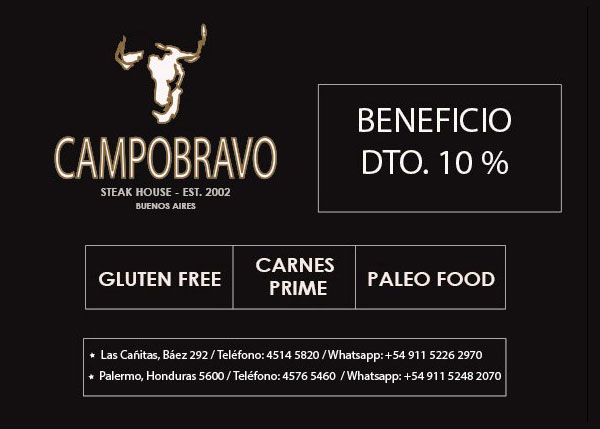 CAMPOBRAVO
STEAK HOUSE - EST. 2002
BUENOS AIRES
BENEFICIO
DTO. 10 %
GLUTEN FREE
CARNES
PRIME
PALEO FOOD
★ Las Cañitas, Báez 292 / Teléfono: 4514 5820 / Whatsapp: +54 911 5226 2970
★ Palermo, Honduras 5600 / Teléfono: 4576 5460 / Whatsapp: +54 911 5248 2070